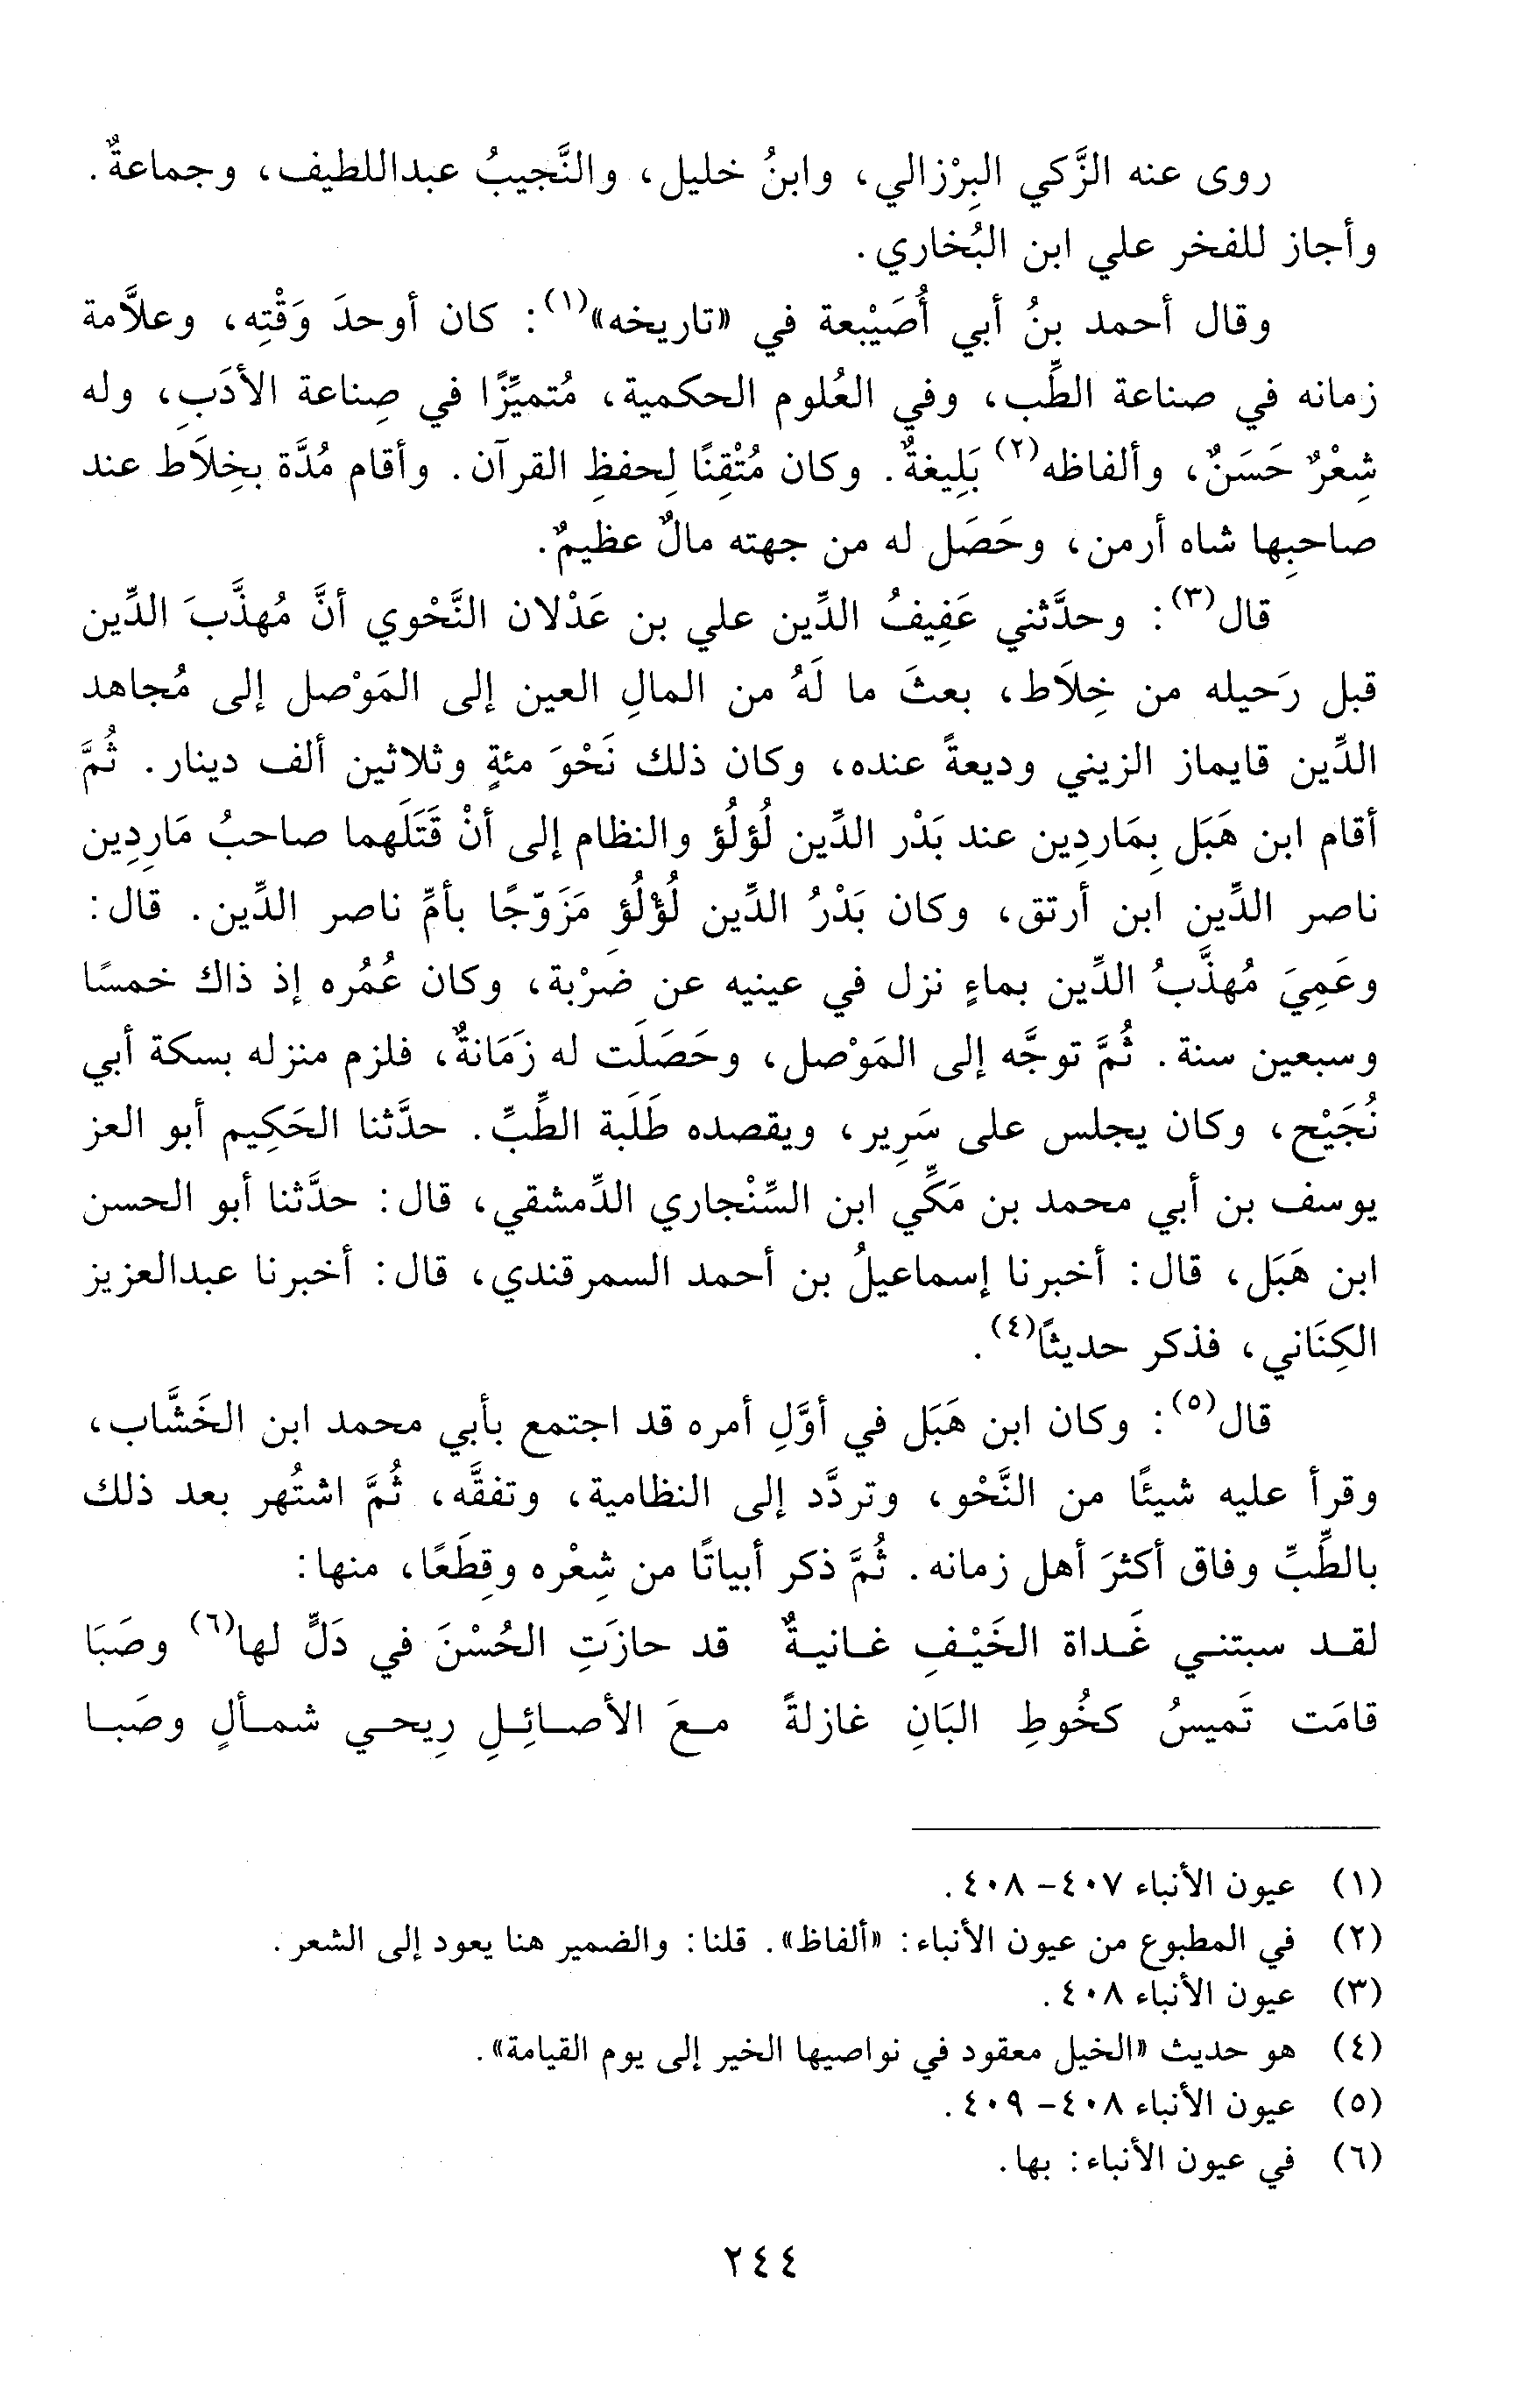 روى عنه الزَّكي البِرْزالي، وابنُ خليل، والنَّجيبُ عبداللطيف، وجماعةٌ.
وأجاز للفخر علي ابن البُخاري.
وقال أحمد بنُ أبي أُصَيْبعة في «تاريخه»(١): كان أوحدَ وَقْتِه، وعلاَّمة
زمانه في صناعة الطِّب، وفي العُلوم الحكمية، مُتميِّزًا في صِناعة الأدَبِ، وله
شِعْرٌ حَسَنٌ، وألفاظه(٢) بَلِيغةٌ. وكان مُتْقِنًا لِحفظِ القرآن. وأقام مُدَّة بخِلاَط عند
صاحبِها شاه أرمن، وحَصَل له من جهته مالٌ عظيمٌ.
قال(٣): وحدَّثني عَفِيفُ الدِّين علي بن عَدْلان النَّحْوي أنَّ مُهذَّبَ الدِّين
قبل رَحيله من خِلاَط، بعثَ ما لَهُ من المالِ العين إلى المَوْصل إلى مُجاهد
الدِّين قايماز الزيني وديعةً عنده، وكان ذلك نَحْوَ مئةٍ وثلاثين ألف دينار. ثُمَّ
أقام ابن هَبَل بِمَاردِين عند بَدْر الدِّين لُؤلُؤ والنظام إلى أنْ قَتَلَهما صاحبُ مَارِدِين
ناصر الدِّين ابن أرتق، وكان بَدْرُ الدِّين لُؤْلُؤ مَزَوّجًا بأمِّ ناصر الدِّين. قال:
وعَمِيَ مُهذَّبُ الدِّين بماءٍ نزل في عينيه عن ضَرْبة، وكان عُمُره إذ ذاك خمسًا
وسبعين سنة. ثُمَّ توجَّه إلى المَوْصل، وحَصَلَت له زَمَانةٌ، فلزم منزله بسكة أبي
نُجَيْح، وكان يجلس على سَرِير، ويقصده طَلَبة الطِّبِّ. حدَّثنا الحَكِيم أبو العز
يوسف بن أبي محمد بن مَكِّي ابن السِّنْجاري الدِّمشقي، قال: حدَّثنا أبو الحسن
ابن هَبَل، قال: أخبرنا إسماعيلُ بن أحمد السمرقندي، قال: أخبرنا عبدالعزيز
الكِتَاني، فذكر حديثًا(٤).
قال(٥): وكان ابن هَبَل في أوَّلِ أمره قد اجتمع بأبي محمد ابن الخَشَّاب،
وقرأ عليه شيئًا من النَّحْو، وتردَّد إلى النظامية، وتفقَّه، ثُمَّ اشتُهر بعد ذلك
بالطِّبِّ وفاق أكثرَ أهل زمانه. ثُمَّ ذكر أبياتًا من شِعْره وقِطَعًا، منها:
لقد سبتني غَداة الخَيْفِ غانيةٌ قد حازَتِ الحُسْنَ في دَلٍّ لها(٦) وصَبَا
قامَت تَميسُ كخُوطِ البَانِ غازلةً معَ الأصائِلِ رِيحي شمألٍ وصَبا
(١) عيون الأنباء ٤٠٧- ٤٠٨.
(٢) في المطبوع من عيون الأنباء: «ألفاظ». قلنا: والضمير هنا يعود إلى الشعر.
(٣) عيون الأنباء ٤٠٨.
(٤) هو حديث «الخيل معقود في نواصيها الخير إلى يوم القيامة».
(٥) عيون الأنباء ٤٠٨- ٤٠٩.
(٦) في عيون الأنباء: بها.
٢٤٤